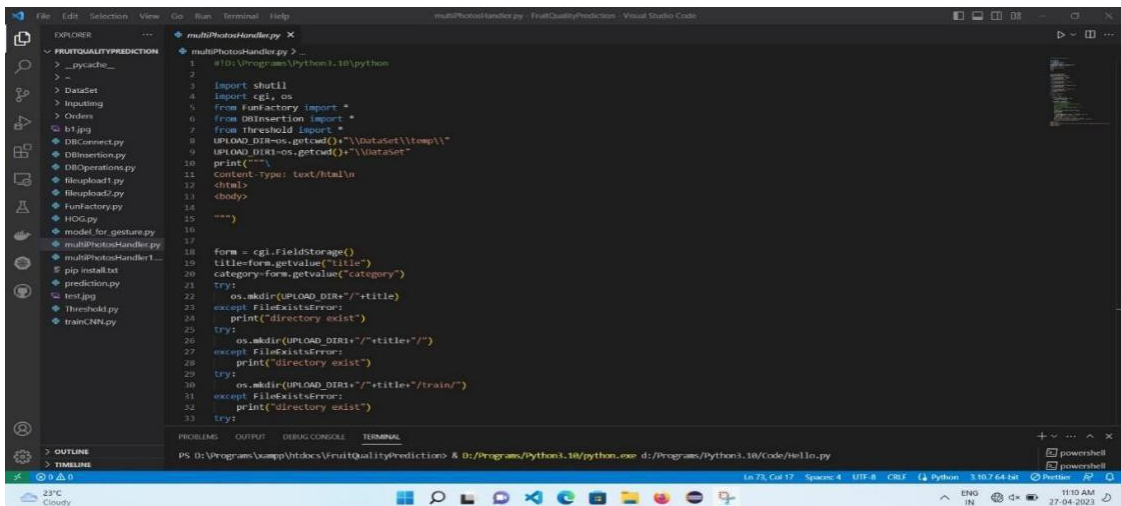 File Edit Selection View Go Run Terminal Help
multiPhotosHandler.py - FruitQualityPrediction - Visual Studio Code
EXPLORER
FRUITQUALITYPREDICTION
__pycache__
~
DataSet
InputImg
Orders
b1.jpg
DBConnect.py
DBInsertion.py
DBOperations.py
fileupload1.py
fileupload2.py
FunFactory.py
HOG.py
model_for_gesture.py
multiPhotosHandler.py
multiPhotosHandler1....
pip install.txt
prediction.py
test.jpg
Threshold.py
trainCNN.py
OUTLINE
TIMELINE
multiPhotosHandler.py
multiPhotosHandler.py > ...
1 #!D:\Programs\Python3.10\python
2
3 import shutil
4 import cgi, os
5 from FunFactory import *
6 from DBInsertion import *
7 from Threshold import *
8 UPLOAD_DIR=os.getcwd()+"\\DataSet\\temp\\"
9 UPLOAD_DIR1=os.getcwd()+"\\DataSet"
10 print("""\
11 Content-Type: text/html\n
12 <html>
13 <body>
14
15 """)
16
17
18 form = cgi.FieldStorage()
19 title=form.getvalue("title")
20 category=form.getvalue("category")
21 try:
22 os.mkdir(UPLOAD_DIR+"/"+title)
23 except FileExistsError:
24 print("directory exist")
25 try:
26 os.mkdir(UPLOAD_DIR1+"/"+title+"/")
27 except FileExistsError:
28 print("directory exist")
29 try:
30 os.mkdir(UPLOAD_DIR1+"/"+title+"/train/")
31 except FileExistsError:
32 print("directory exist")
33 try:
PROBLEMS OUTPUT DEBUG CONSOLE TERMINAL
PS D:\Programs\xampp\htdocs\FruitQualityPrediction> & D:/Programs/Python3.10/python.exe d:/Programs/Python3.10/Code/Hello.py
powershell
powershell
0 0 Ln 73, Col 17 Spaces: 4 UTF-8 CRLF Python 3.10.7 64-bit Prettier
23°C
Cloudy
ENG
IN
11:10 AM
27-04-2023